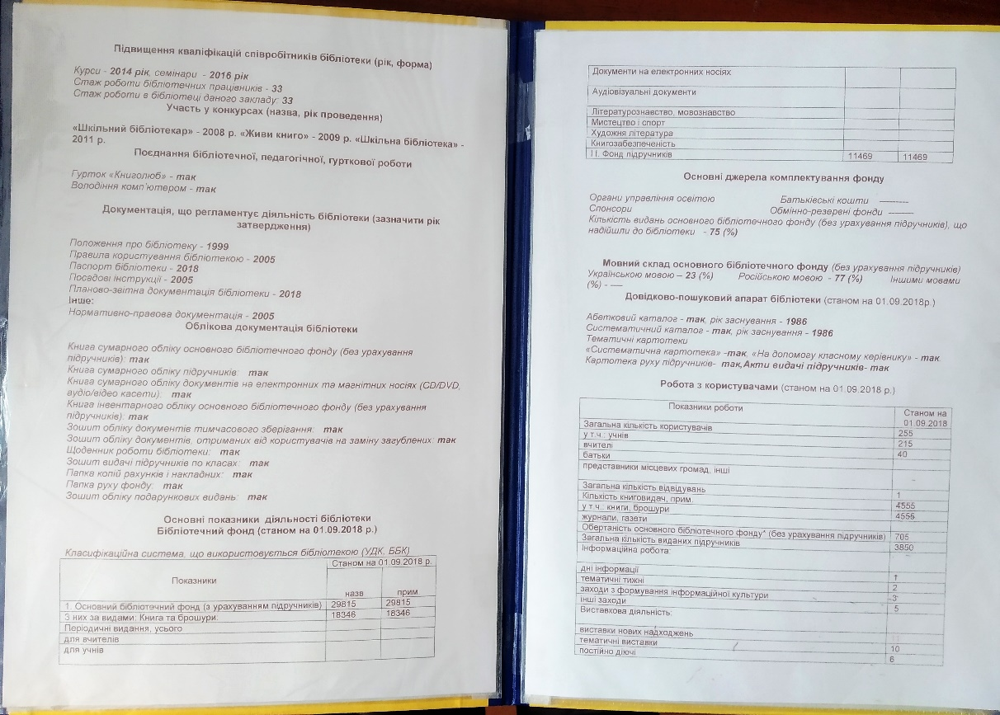 Підвищення кваліфікацій співробітників бібліотеки (рік, форма)
Курси - 2014 рік, семінари - 2016 рік
Стаж роботи бібліотечних працівників - 33
Стаж роботи в бібліотеці даного закладу: 33
Участь у конкурсах (назва, рік проведення)
«Шкільний бібліотекар» - 2008 р. «Живи книго» - 2009 р. «Шкільна бібліотека» -
2011 р.
Поєднання бібліотечної, педагогічної, гурткової роботи
Гурток «Книголюб» - так
Володіння комп'ютером - так
Документація, що регламентує діяльність бібліотеки (зазначити рік
затвердження)
Положення про бібліотеку - 1999
Правила користування бібліотекою - 2005
Паспорт бібліотеки - 2018
Посадові інструкції - 2005
Планово-звітна документація бібліотеки - 2018
Інше:
Нормативно-правова документація - 2005
Облікова документація бібліотеки
Книга сумарного обліку основного бібліотечного фонду (без урахування
підручників): так
Книга сумарного обліку підручників: так
Книга сумарного обліку документів на електронних та магнітних носіях (CD/DVD,
аудіо/відео касети): так
Книга інвентарного обліку основного бібліотечного фонду (без урахування
підручників): так
Зошит обліку документів тимчасового зберігання: так
Зошит обліку документів, отриманих від користувачів на заміну загублених: так
Щоденник роботи бібліотеки: так
Зошит видачі підручників по класах: так
Папка копій рахунків і накладних: так
Папка руху фонду: так
Зошит обліку подарункових видань: так
Основні показники діяльності бібліотеки
Бібліотечний фонд (станом на 01.09.2018)
Класифікаційна система, що використовується бібліотекою (УДК, ББК)
Показники Станом на 01.09.2018 р.
назв прим.
1. Основний бібліотечний фонд (з урахуванням підручників) 29815 29815
З них за видами: Книга та брошури: 18346 18346
Періодичні видання, усього
для вчителів
для учнів
Документи на електронних носіях
Аудіовізуальні документи
Літературознавство, мовознавство
Мистецтво і спорт
Художня література
Книгозабезпеченість
ІІ. Фонд підручників 11469 11469
Основні джерела комплектування фонду
Органи управління освітою Батьківські кошти ———
Спонсори Обмінно-резервні фонди ———
Кількість видань основного бібліотечного фонду (без урахування підручників), що
надійшли до бібліотеки - 75 (%)
Мовний склад основного бібліотечного фонду (без урахування підручників)
Українською мовою – 23 (%) Російською мовою - 77 (%) Іншими мовами
(%) - ——
Довідково-пошуковий апарат бібліотеки (станом на 01.09.2018р.)
Абетковий каталог - так, рік заснування - 1986
Систематичний каталог - так, рік заснування - 1986
Тематичні картотеки
«Систематична картотека» -так, «На допомогу класному керівнику» - так
Картотека руху підручників- так,Акти видачі підручників- так
Робота з користувачами (станом на 01.09.2018 р.)
Показники роботи Станом на
01.09.2018
Загальна кількість користувачів 255
у т.ч.: учнів 215
вчителі 40
батьки
представники місцевих громад, інші
Загальна кількість відвідувань 1
Кількість книговидач, прим. 4555
у т.ч.: книги, брошури 4555
журнали, газети
Обертаність основного бібліотечного фонду* (без урахування підручників) 705
Загальна кількість виданих підручників 3850
Інформаційна робота:
дні інформації 1
тематичні тижні 2
заходи з формування інформаційної культури 3
інші заходи 5
Виставкова діяльність:
виставки нових надходжень
тематичні виставки 10
постійно діючі 6